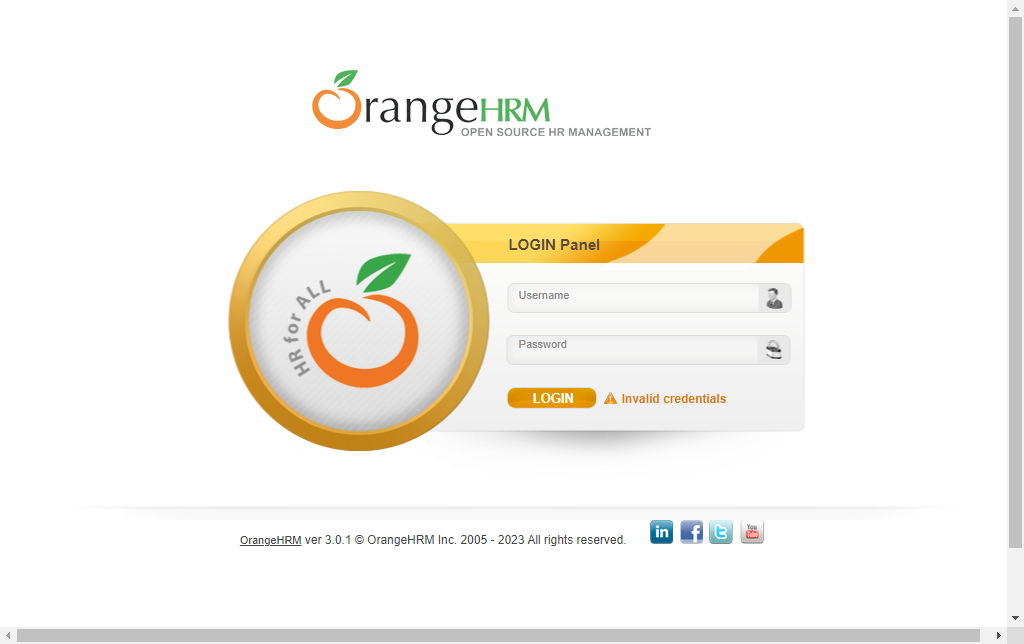 OrangeHRM
OPEN SOURCE HR MANAGEMENT
HR for ALL
LOGIN Panel
Username
Password
LOGIN
Invalid credentials
OrangeHRM ver 3.0.1 © OrangeHRM Inc. 2005 - 2023 All rights reserved.
in
f
t
You
Tube